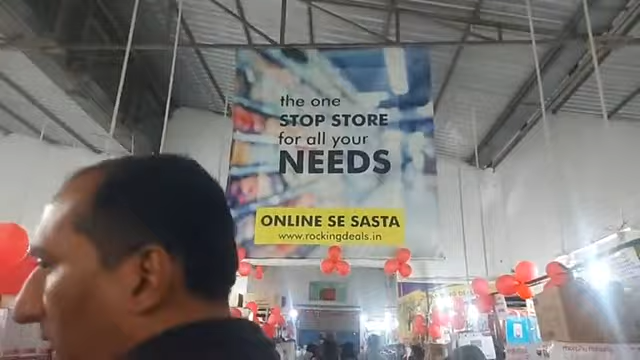 the one
STOP STORE
for all your
NEEDS
ONLINE SE SASTA
www.rockingdeals.in